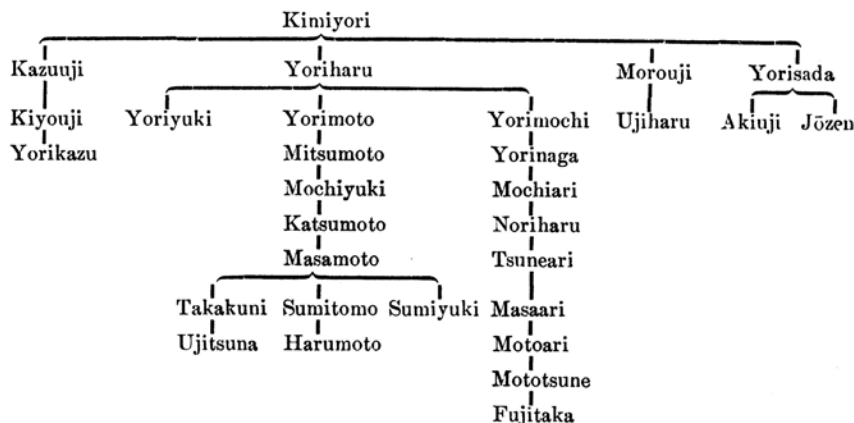 Kimiyori
Kazuuji Yoriharu Morouji Yorisada
Kiyouji Yoriyuki Yorimoto Yorimochi Ujiharu Akiuji Jōzen
Yorikazu Mitsumoto Yorinaga
Mochiyuki Mochiari
Katsumoto Noriharu
Masamoto Tsuneari
Takakuni Sumitomo Sumiyuki Masaari
Ujitsuna Harumoto Motoari
Mototsune
Fujitaka